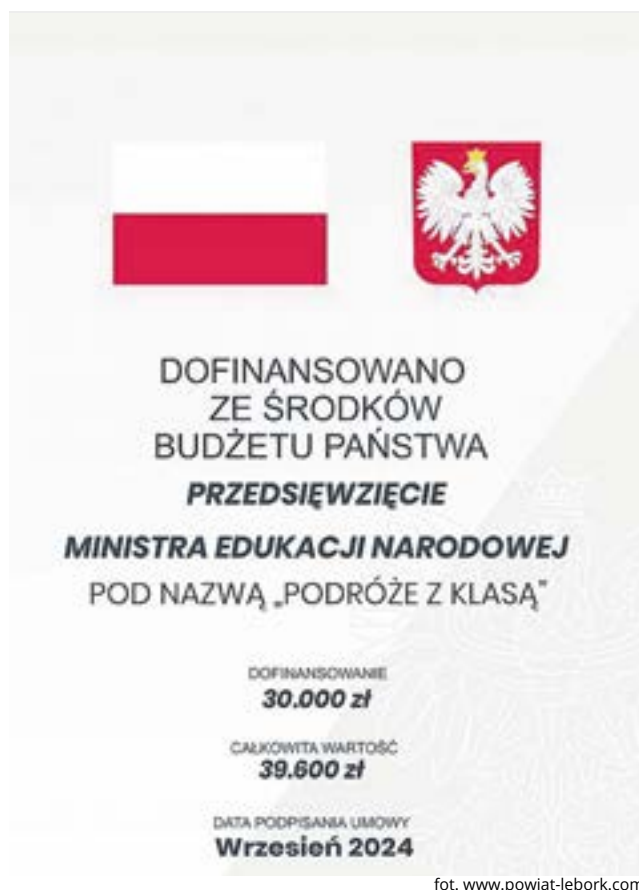 DOFINANSOWANO
ZE ŚRODKÓW
BUDŻETU PAŃSTWA
PRZEDSIĘWZIĘCIE
MINISTRA EDUKACJI NARODOWEJ
POD NAZWĄ „PODRÓŻE Z KLASĄ"
DOFINANSOWANIE
30.000 zł
CAŁKOWITA WARTOŚĆ
39.600 zł
DATA PODPISANIA UMOWY
Wrzesień 2024
fot. www.powiat-lebork.com